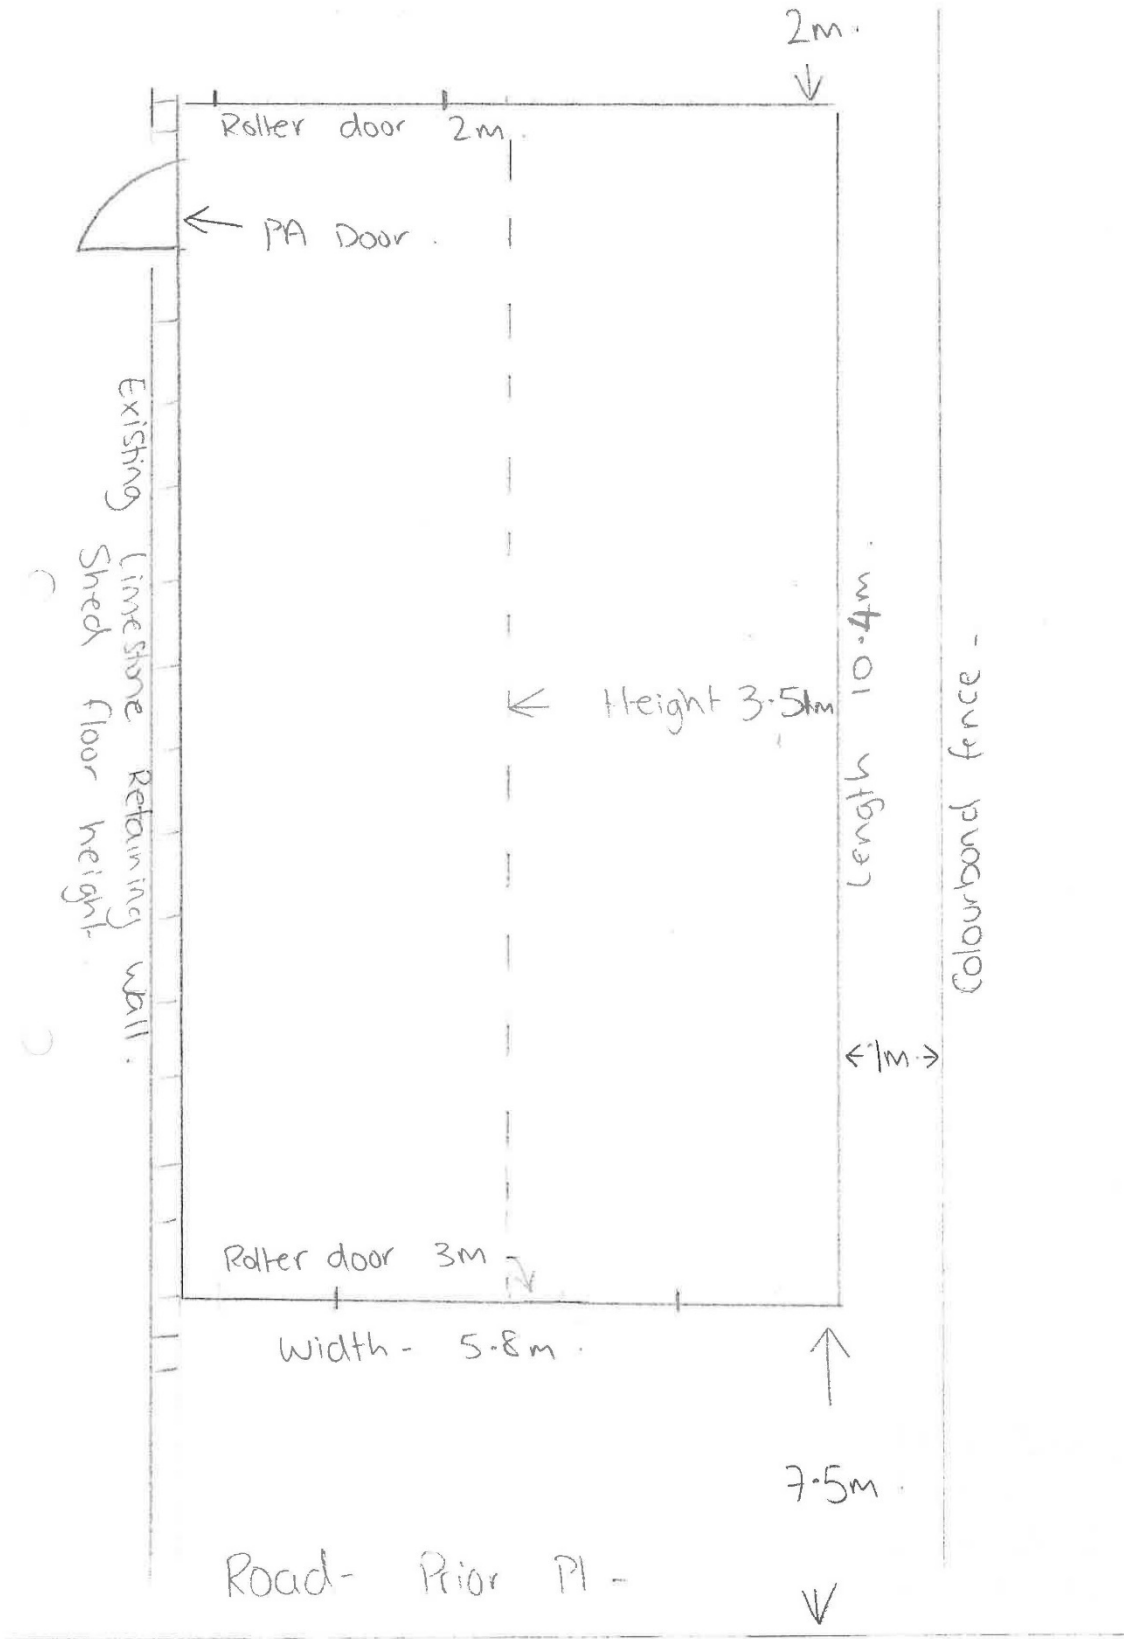 2m.
Roller door 2m.
PA Door.
Existing Limestone Retaining Wall.
Shed floor height
Height 3.5m
Length 10.4m.
Colourbond fence -
1m
Roller door 3m
Width - 5.8m.
7.5m.
Road - Prior Pl -